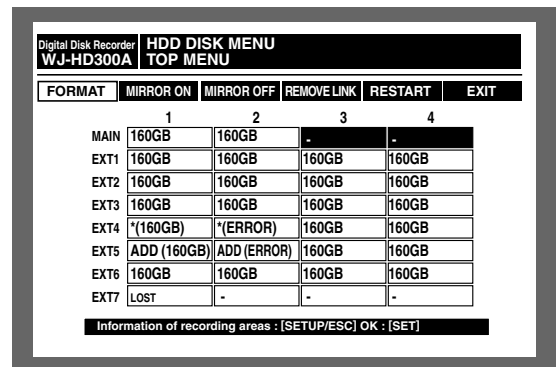 Digital Disk Recorder HDD DISK MENU
WJ-HD300A TOP MENU
FORMAT MIRROR ON MIRROR OFF REMOVE LINK RESTART EXIT
1 2 3 4
MAIN 160GB 160GB - -
EXT1 160GB 160GB 160GB 160GB
EXT2 160GB 160GB 160GB 160GB
EXT3 160GB 160GB 160GB 160GB
EXT4 *(160GB) *(ERROR) 160GB 160GB
EXT5 ADD (160GB) ADD (ERROR) 160GB 160GB
EXT6 160GB 160GB 160GB 160GB
EXT7 LOST - - -
Information of recording areas : [SETUP/ESC] OK : [SET]